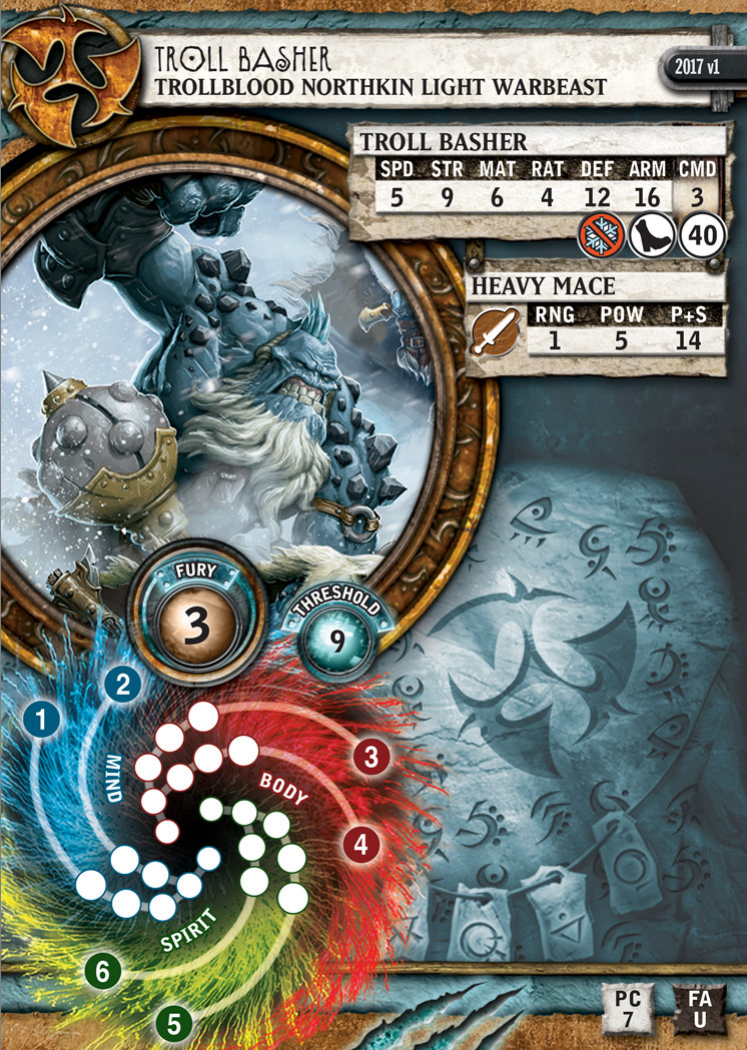 TROLL BASHER
TROLLBLOOD NORTHKIN LIGHT WARBEAST
2017 v1
TROLL BASHER
SPD STR MAT RAT DEF ARM CMD
5 9 6 4 12 16 3
40
HEAVY MACE
RNG POW P+S
1 5 14
FURY
3
THRESHOLD
9
1
2
3
4
MIND
BODY
SPIRIT
6
5
PC
7
FA
U